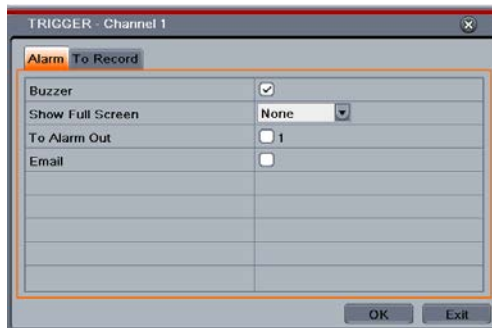 TRIGGER - Channel 1
Alarm To Record
Buzzer
Show Full Screen None
To Alarm Out 1
Email
OK Exit